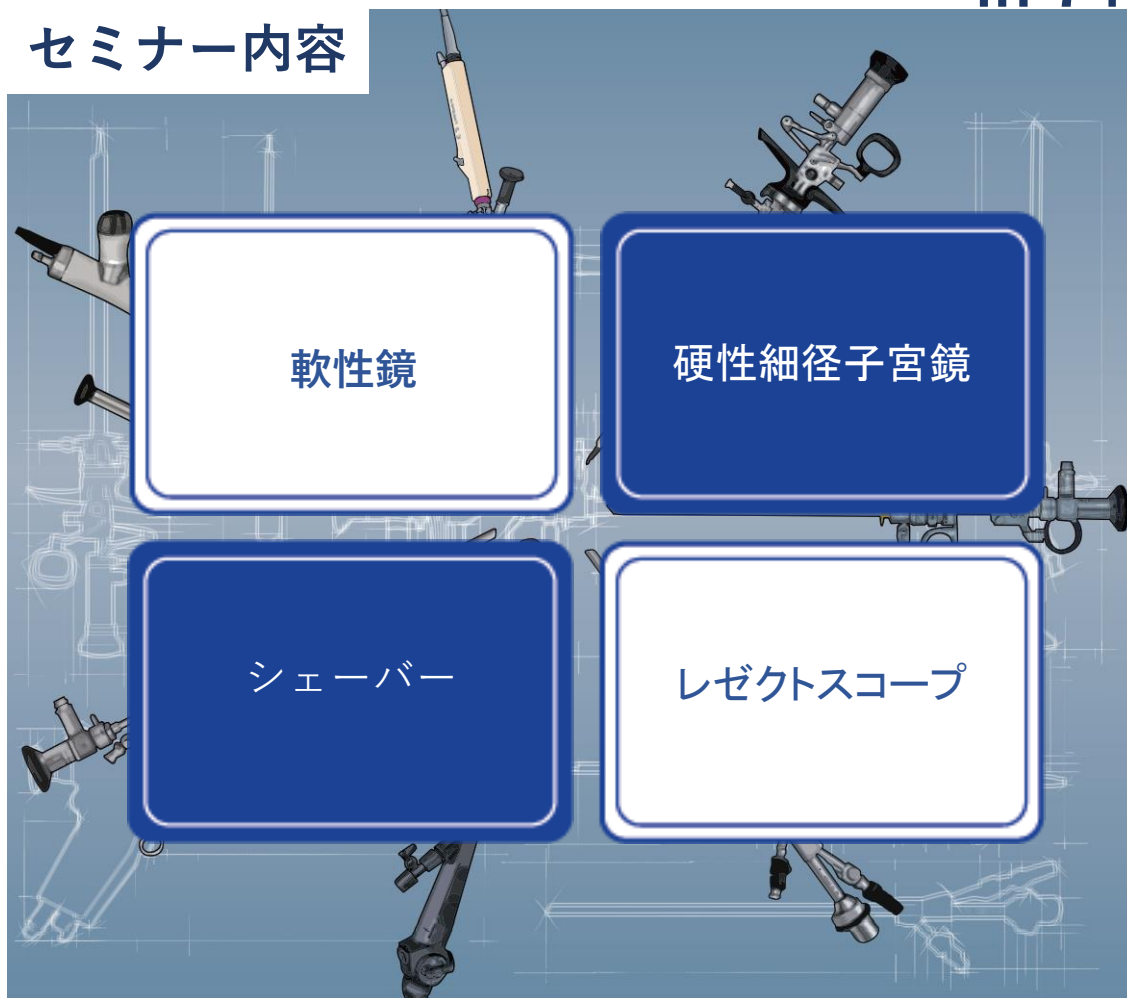 セミナー内容
軟性鏡
硬性細径子宮鏡
シェーバー
レゼクトスコープ